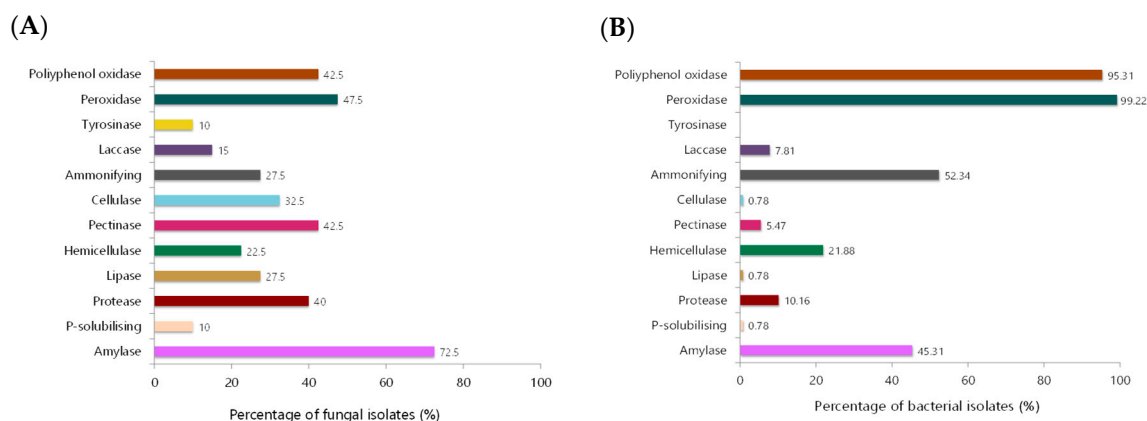 (A)
Poliyphenol oxidase 42.5
Peroxidase 47.5
Tyrosinase 10
Laccase 15
Ammonifying 27.5
Cellulase 32.5
Pectinase 42.5
Hemicellulase 22.5
Lipase 27.5
Protease 40
P-solubilising 10
Amylase 72.5
0 20 40 60 80 100
Percentage of fungal isolates (%)
(B)
Poliyphenol oxidase 95.31
Peroxidase 99.22
Tyrosinase
Laccase 7.81
Ammonifying 52.34
Cellulase 0.78
Pectinase 5.47
Hemicellulase 21.88
Lipase 0.78
Protease 10.16
P-solubilising 0.78
Amylase 45.31
0 20 40 60 80 100
Percentage of bacterial isolates (%)